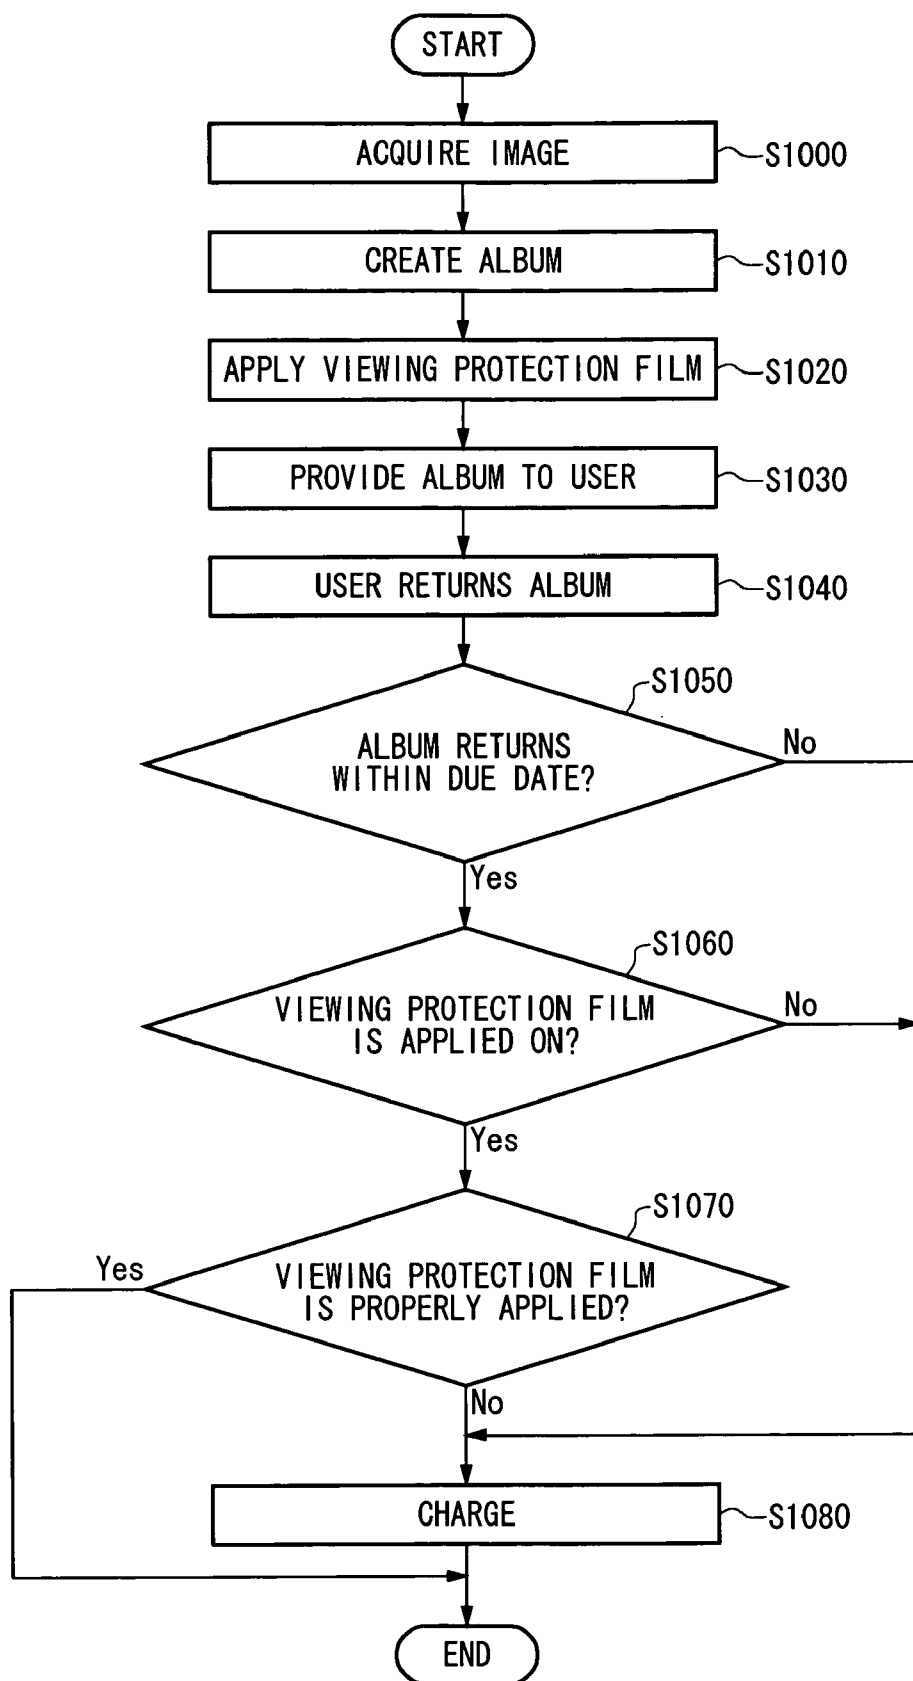 START
ACQUIRE IMAGE
S1000
CREATE ALBUM
S1010
APPLY VIEWING PROTECTION FILM
S1020
PROVIDE ALBUM TO USER
S1030
USER RETURNS ALBUM
S1040
S1050
ALBUM RETURNS
WITHIN DUE DATE?
No
Yes
S1060
VIEWING PROTECTION FILM
IS APPLIED ON?
No
Yes
S1070
Yes
VIEWING PROTECTION FILM
IS PROPERLY APPLIED?
No
CHARGE
S1080
END